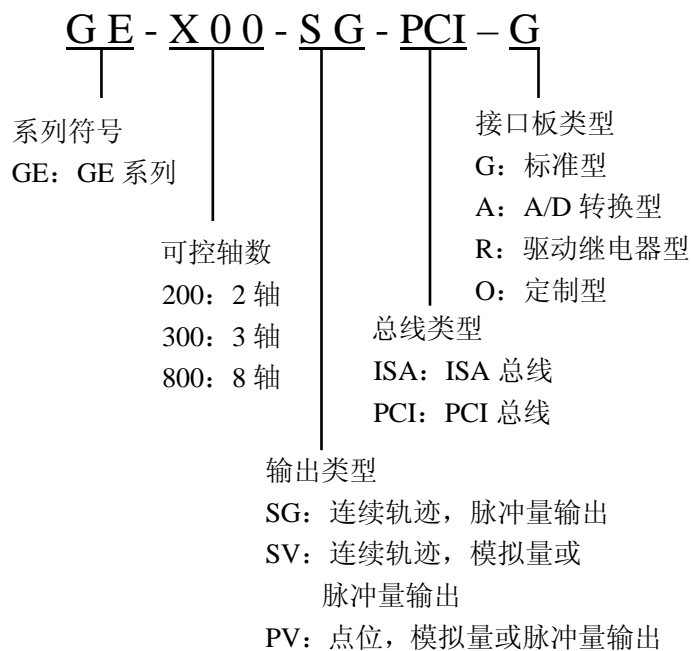 GE - X00 - SG - PCI – G
系列符号
GE：GE 系列
可控轴数
200：2 轴
300：3 轴
800：8 轴
输出类型
SG：连续轨迹，脉冲量输出
SV：连续轨迹，模拟量或
脉冲量输出
PV：点位，模拟量或脉冲量输出
总线类型
ISA：ISA 总线
PCI：PCI 总线
接口板类型
G：标准型
A：A/D 转换型
R：驱动继电器型
O：定制型